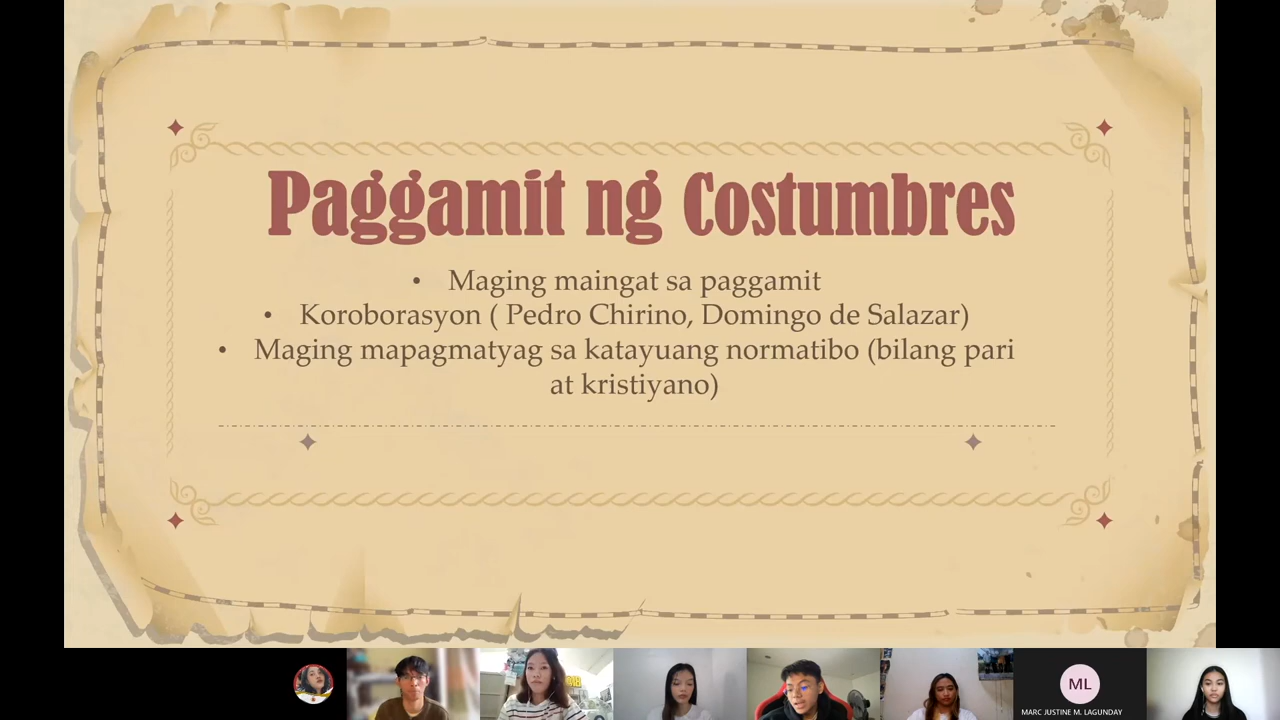 Paggamit ng Costumbres
• Maging maingat sa paggamit
• Koroborasyon ( Pedro Chirino, Domingo de Salazar)
• Maging mapagmatyag sa katayuang normatibo (bilang pari
at kristiyano)
ML
MARC JUSTINE M. LAGUNDAY